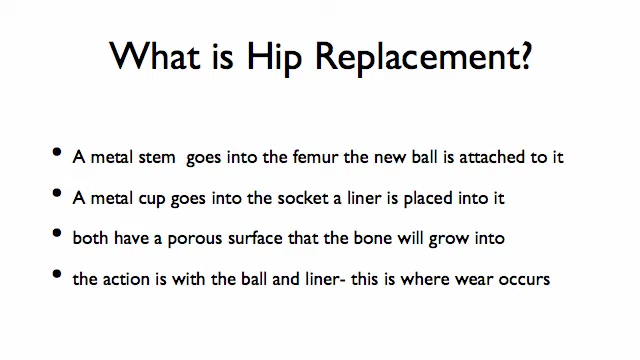 What is Hip Replacement?
• A metal stem  goes into the femur the new ball is attached to it
• A metal cup goes into the socket a liner is placed into it
• both have a porous surface that the bone will grow into
• the action is with the ball and liner- this is where wear occurs